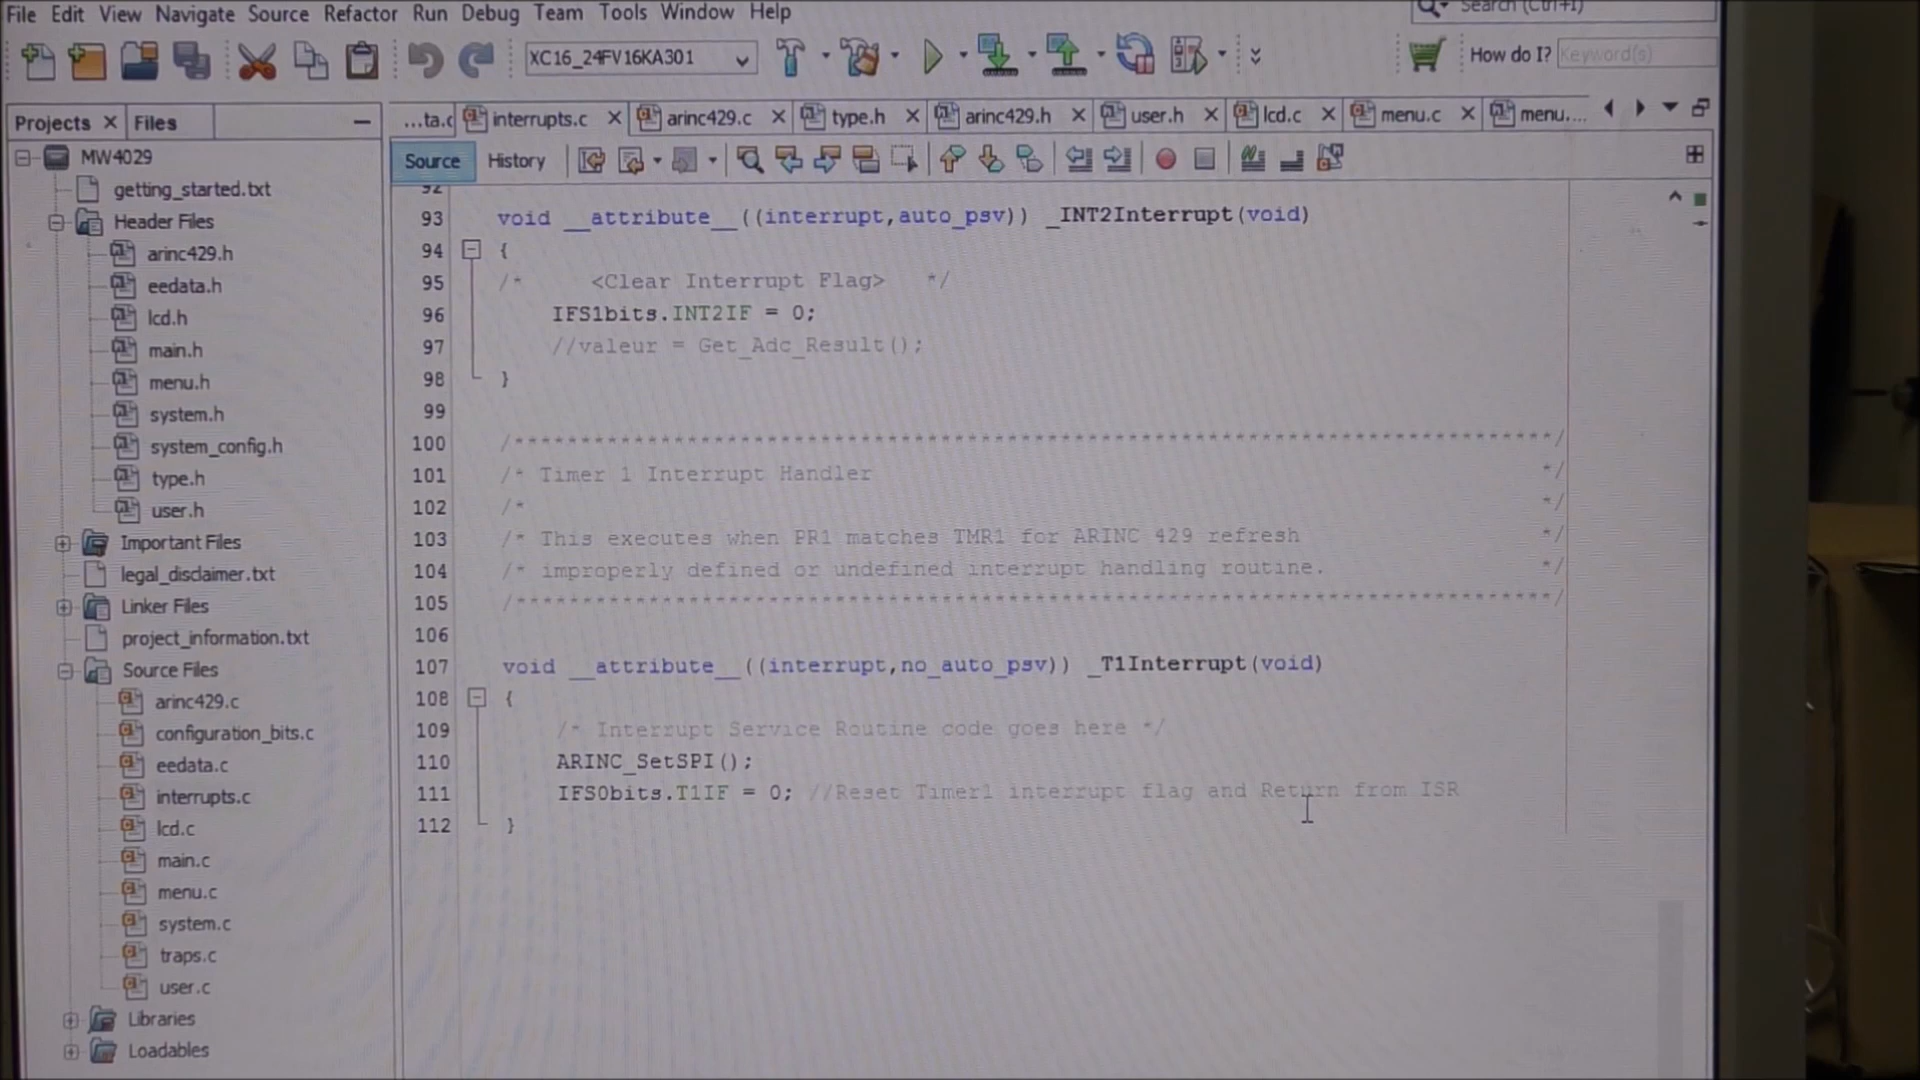 File Edit View Navigate Source Refactor Run Debug Team Tools Window Help
Search (Ctrl+I)
XC16_24FV16KA301
How do I? Keyword(s)
Projects Files
...ta.c interrupts.c arinc429.c type.h arinc429.h user.h lcd.c menu.c menu....
Source History
MW4029
getting_started.txt
Header Files
arinc429.h
eedata.h
lcd.h
main.h
menu.h
system.h
system_config.h
type.h
user.h
Important Files
legal_disclaimer.txt
Linker Files
project_information.txt
Source Files
arinc429.c
configuration_bits.c
eedata.c
interrupts.c
lcd.c
main.c
menu.c
system.c
traps.c
user.c
Libraries
Loadables
92
93 void __attribute__((interrupt,auto_psv)) _INT2Interrupt(void)
94 {
95 /* <Clear Interrupt Flag> */
96 IFS1bits.INT2IF = 0;
97 //valeur = Get_Adc_Result();
98 }
99
100 /******************************************************************************/
101 /* Timer 1 Interrupt Handler */
102 /* */
103 /* This executes when PR1 matches TMR1 for ARINC 429 refresh */
104 /* improperly defined or undefined interrupt handling routine. */
105 /******************************************************************************/
106
107 void __attribute__((interrupt,no_auto_psv)) _T1Interrupt(void)
108 {
109 /* Interrupt Service Routine code goes here */
110 ARINC_SetSPI();
111 IFS0bits.T1IF = 0; //Reset Timer1 interrupt flag and Return from ISR
112 }